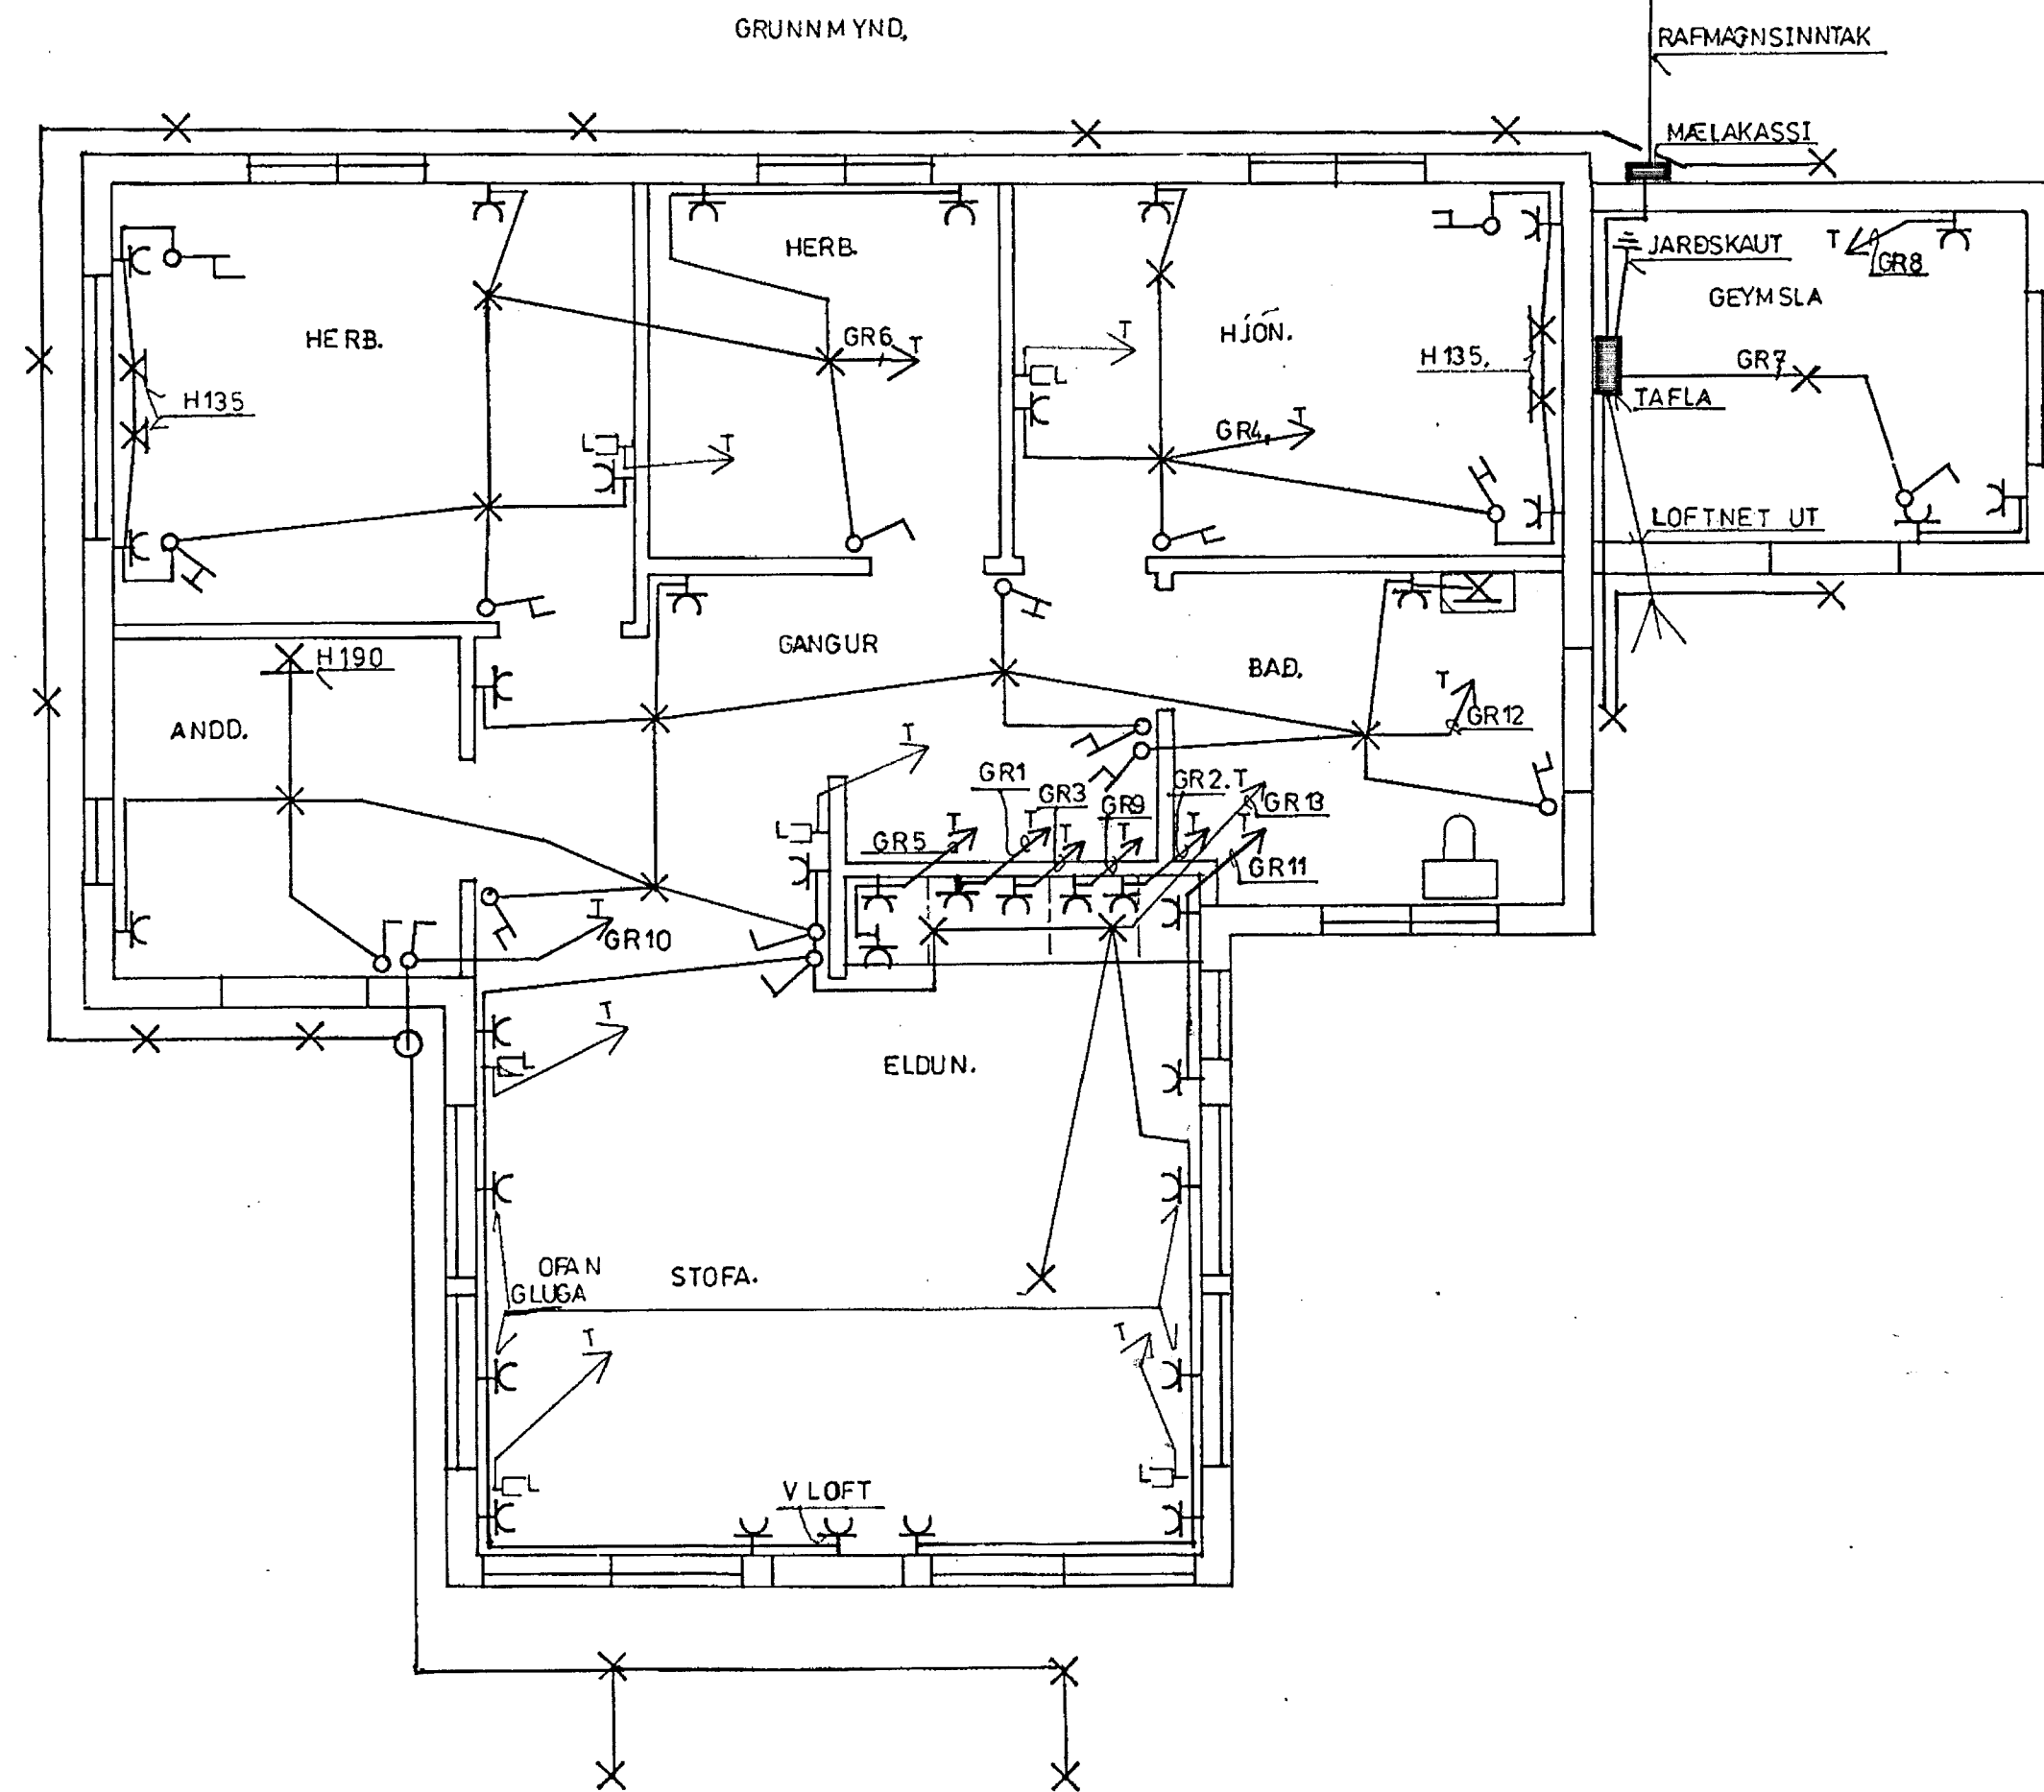 GRUNNMYND,
RAFMAGNSINNTAK
MÆLAKASSI
HERB.
T
GR8
JARÐSKAUT
GEYMSLA
HERB.
GR6
T
T
HJÓN.
H135,
GR7
H135
TAFLA
L
T
L
GR4,
T
LOFTNET UT
GANGUR
H190
BAÐ.
T
GR12
ANDD.
T
GR1
GR3
GR9
GR2.
T
GR13
L
GR5
T
T
T
T
T
T
GR11
T
GR10
T
L
ELDUN.
OFAN
GLUGA
STOFA.
T
T
L
L
V LOFT